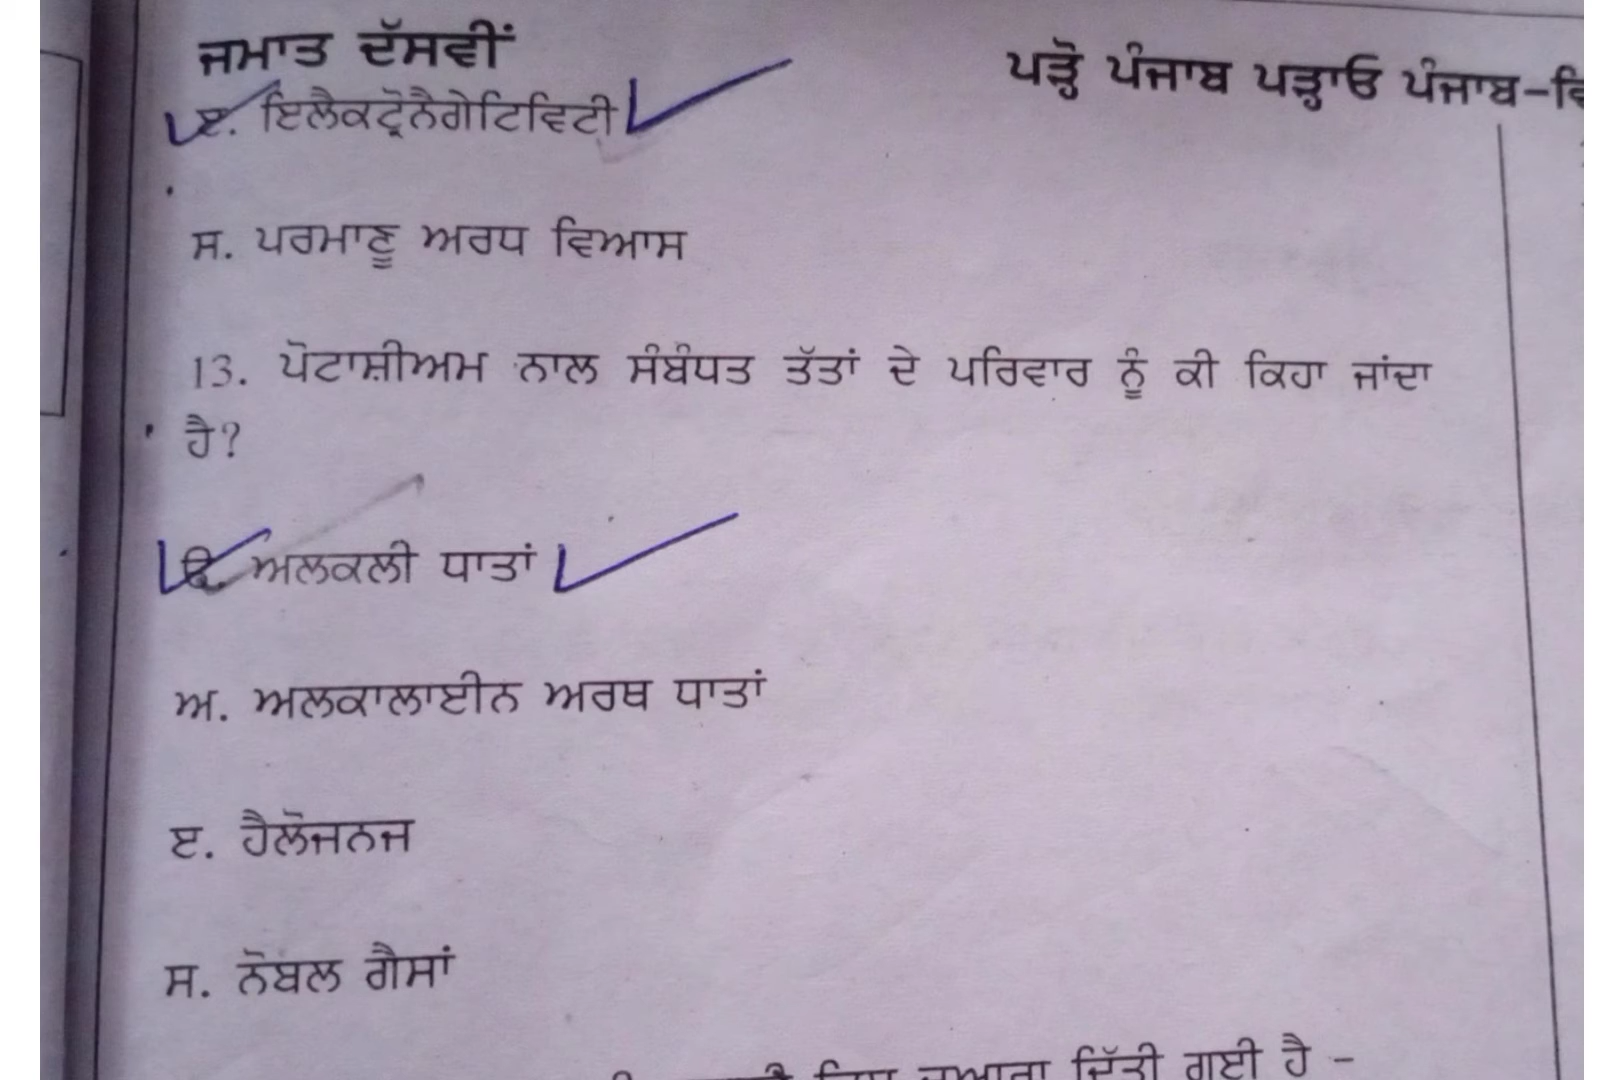 ਜਮਾਤ ਦੱਸਵੀਂ
ਪੜ੍ਹੋ ਪੰਜਾਬ ਪੜ੍ਹਾਓ ਪੰਜਾਬ-ਵਿ
ੲ. ਇਲੈਕਟ੍ਰੋਨੈਗੇਟਿਵਿਟੀ
ਸ. ਪਰਮਾਣੂ ਅਰਧ ਵਿਆਸ
13. ਪੋਟਾਸ਼ੀਅਮ ਨਾਲ ਸੰਬੰਧਤ ਤੱਤਾਂ ਦੇ ਪਰਿਵਾਰ ਨੂੰ ਕੀ ਕਿਹਾ ਜਾਂਦਾ
ਹੈ?
ੳ. ਅਲਕਲੀ ਧਾਤਾਂ
ਅ. ਅਲਕਾਲਾਈਨ ਅਰਥ ਧਾਤਾਂ
ੲ. ਹੈਲੋਜਨਜ
ਸ. ਨੋਬਲ ਗੈਸਾਂ
ਦਿੱਤੀ ਗਈ ਹੈ -